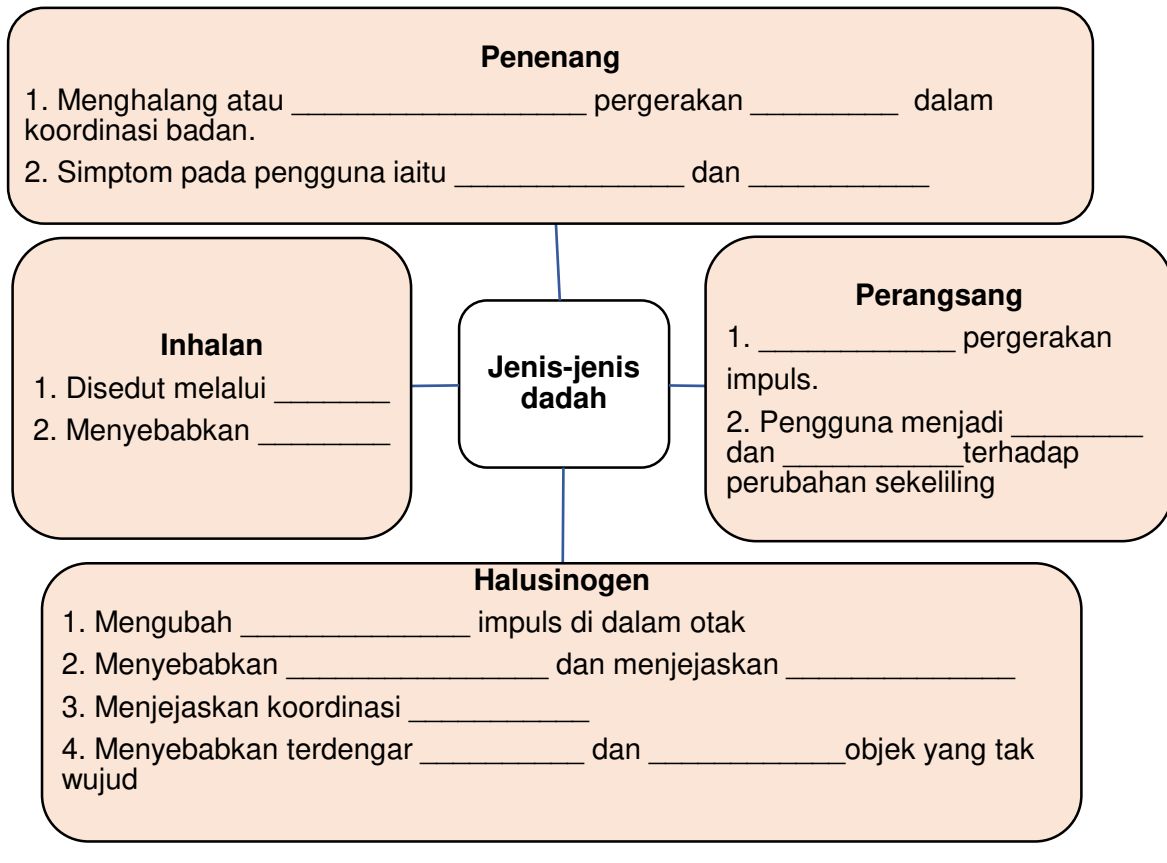 Penenang
1. Menghalang atau __________________ pergerakan _________ dalam
koordinasi badan.
2. Simptom pada pengguna iaitu ______________ dan ___________
Inhalan
1. Disedut melalui _______
2. Menyebabkan ________
Jenis-jenis
dadah
Perangsang
1. ____________ pergerakan
impuls.
2. Pengguna menjadi ________
dan ___________terhadap
perubahan sekeliling
Halusinogen
1. Mengubah ______________ impuls di dalam otak
2. Menyebabkan ________________ dan menjejaskan ______________
3. Menjejaskan koordinasi ___________
4. Menyebabkan terdengar __________ dan ____________objek yang tak
wujud